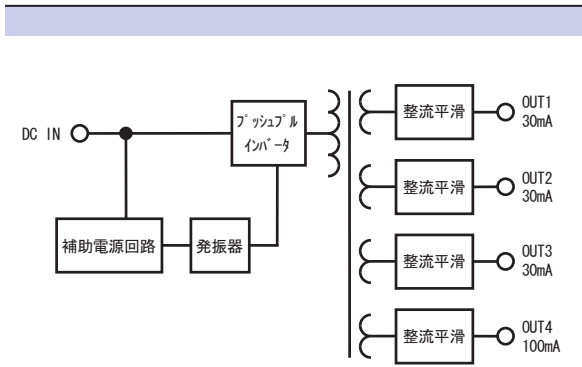 DC IN
プッシュプル
インバータ
補助電源回路
発振器
整流平滑
OUT1
30mA
整流平滑
OUT2
30mA
整流平滑
OUT3
30mA
整流平滑
OUT4
100mA